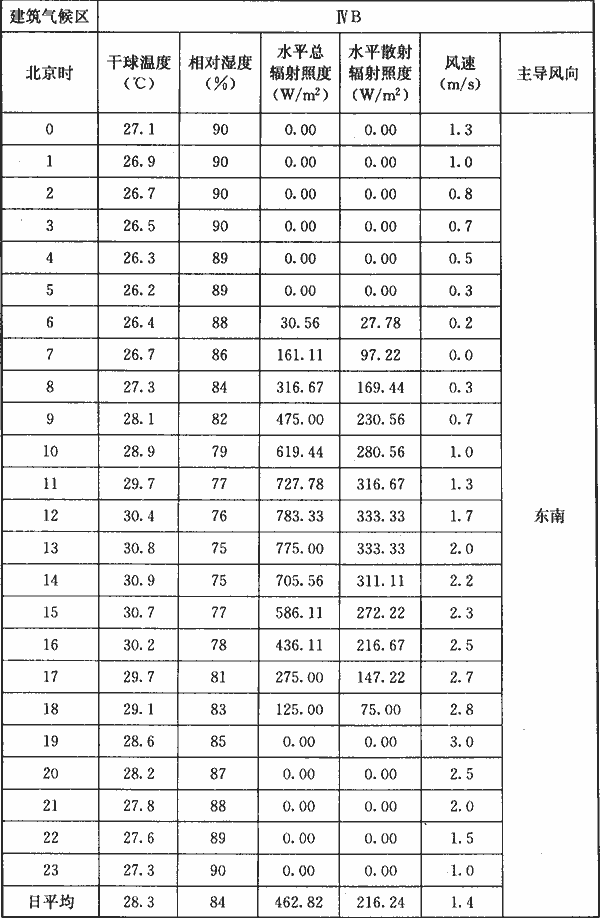 建筑气候区 ⅣB
北京时 干球温度(℃) 相对湿度(%) 水平总辐射照度(W/m²) 水平散射辐射照度(W/m²) 风速(m/s) 主导风向
0 27.1 90 0.00 0.00 1.3
1 26.9 90 0.00 0.00 1.0
2 26.7 90 0.00 0.00 0.8
3 26.5 90 0.00 0.00 0.7
4 26.3 89 0.00 0.00 0.5
5 26.2 89 0.00 0.00 0.3
6 26.4 88 30.56 27.78 0.2
7 26.7 86 161.11 97.22 0.0
8 27.3 84 316.67 169.44 0.3
9 28.1 82 475.00 230.56 0.7
10 28.9 79 619.44 280.56 1.0
11 29.7 77 727.78 316.67 1.3
12 30.4 76 783.33 333.33 1.7 东南
13 30.8 75 775.00 333.33 2.0
14 30.9 75 705.56 311.11 2.2
15 30.7 77 586.11 272.22 2.3
16 30.2 78 436.11 216.67 2.5
17 29.7 81 275.00 147.22 2.7
18 29.1 83 125.00 75.00 2.8
19 28.6 85 0.00 0.00 3.0
20 28.2 87 0.00 0.00 2.5
21 27.8 88 0.00 0.00 2.0
22 27.6 89 0.00 0.00 1.5
23 27.3 90 0.00 0.00 1.0
日平均 28.3 84 462.82 216.24 1.4